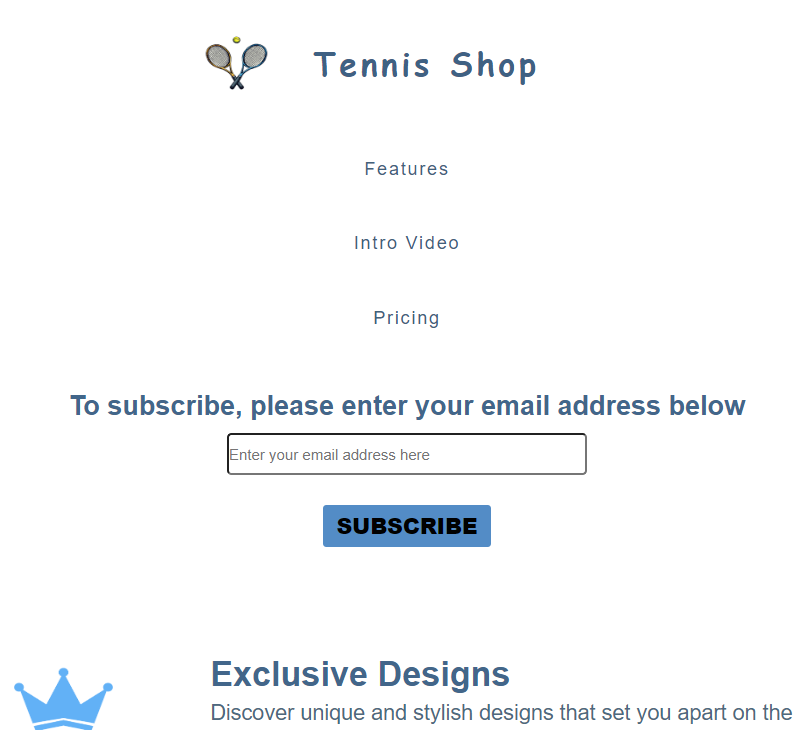 Tennis Shop
Features
Intro Video
Pricing
To subscribe, please enter your email address below
Enter your email address here
SUBSCRIBE
Exclusive Designs
Discover unique and stylish designs that set you apart on the